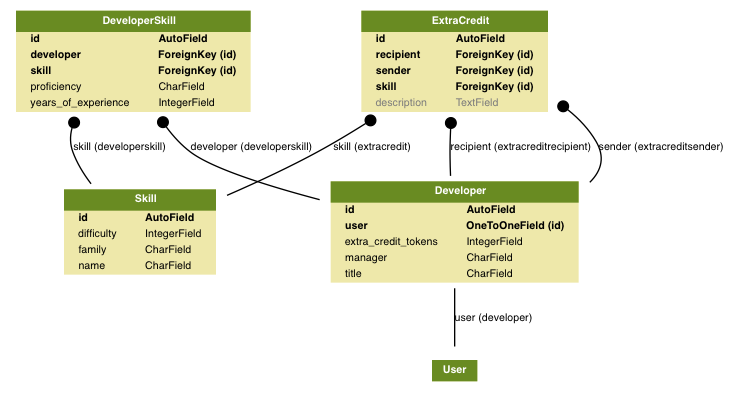 DeveloperSkill
id AutoField
developer ForeignKey (id)
skill ForeignKey (id)
proficiency CharField
years_of_experience IntegerField
ExtraCredit
id AutoField
recipient ForeignKey (id)
sender ForeignKey (id)
skill ForeignKey (id)
description TextField
skill (developerskill)
developer (developerskill)
skill (extracredit)
recipient (extracreditrecipient)
sender (extracreditsender)
Skill
id AutoField
difficulty IntegerField
family CharField
name CharField
Developer
id AutoField
user OneToOneField (id)
extra_credit_tokens IntegerField
manager CharField
title CharField
user (developer)
User